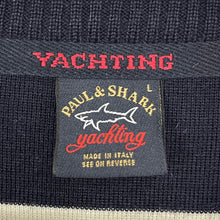 YACHTING
L
PAUL & SHARK
yachting
MADE IN ITALY
SEE ON REVERSE